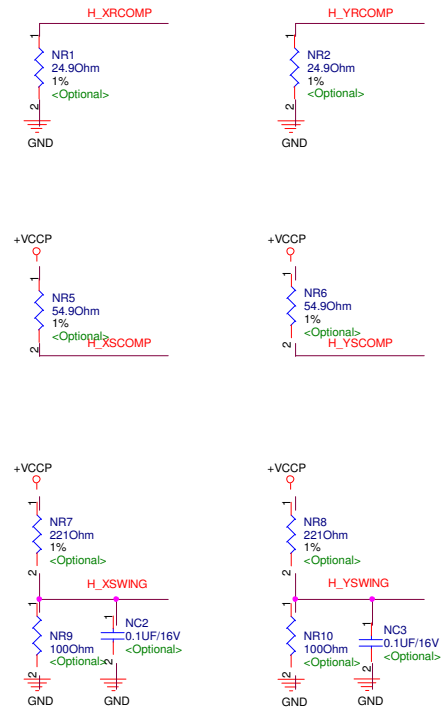 H_XRCOMP
1
NR1
24.9Ohm
1%
<Optional>
2
GND
H_YRCOMP
1
NR2
24.9Ohm
1%
<Optional>
2
GND
+VCCP
1
NR5
54.9Ohm
1%
<Optional>
2
H_XSCOMP
+VCCP
1
NR6
54.9Ohm
1%
<Optional>
2
H_YSCOMP
+VCCP
1
NR7
221Ohm
1%
<Optional>
2
H_XSWING
1
NR9
100Ohm
<Optional>
2
GND
1
NC2
0.1UF/16V
<Optional>
2
GND
+VCCP
1
NR8
221Ohm
1%
<Optional>
2
H_YSWING
1
NR10
100Ohm
<Optional>
2
GND
1
NC3
0.1UF/16V
<Optional>
2
GND